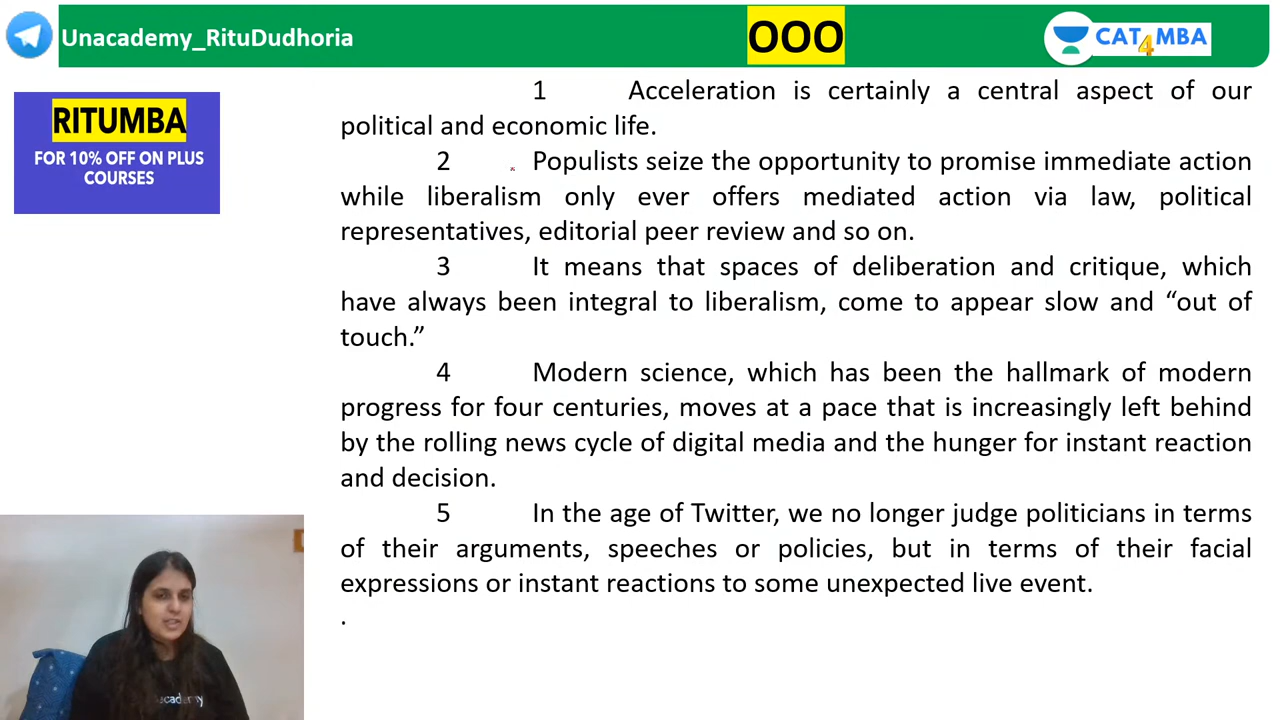 Unacademy_RituDudhoria
OOO
CAT4MBA
RITUMBA
FOR 10% OFF ON PLUS
COURSES
1 Acceleration is certainly a central aspect of our
political and economic life.
2 Populists seize the opportunity to promise immediate action
while liberalism only ever offers mediated action via law, political
representatives, editorial peer review and so on.
3 It means that spaces of deliberation and critique, which
have always been integral to liberalism, come to appear slow and “out of
touch.”
4 Modern science, which has been the hallmark of modern
progress for four centuries, moves at a pace that is increasingly left behind
by the rolling news cycle of digital media and the hunger for instant reaction
and decision.
5 In the age of Twitter, we no longer judge politicians in terms
of their arguments, speeches or policies, but in terms of their facial
expressions or instant reactions to some unexpected live event.
.